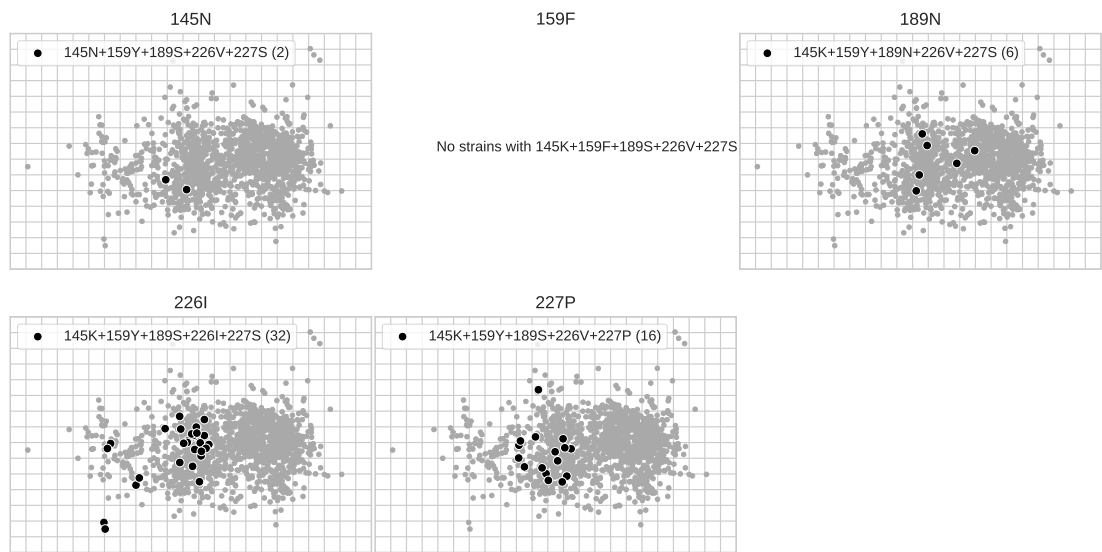 145N
145N+159Y+189S+226V+227S (2)
159F
No strains with 145K+159F+189S+226V+227S
189N
145K+159Y+189N+226V+227S (6)
226I
145K+159Y+189S+226I+227S (32)
227P
145K+159Y+189S+226V+227P (16)